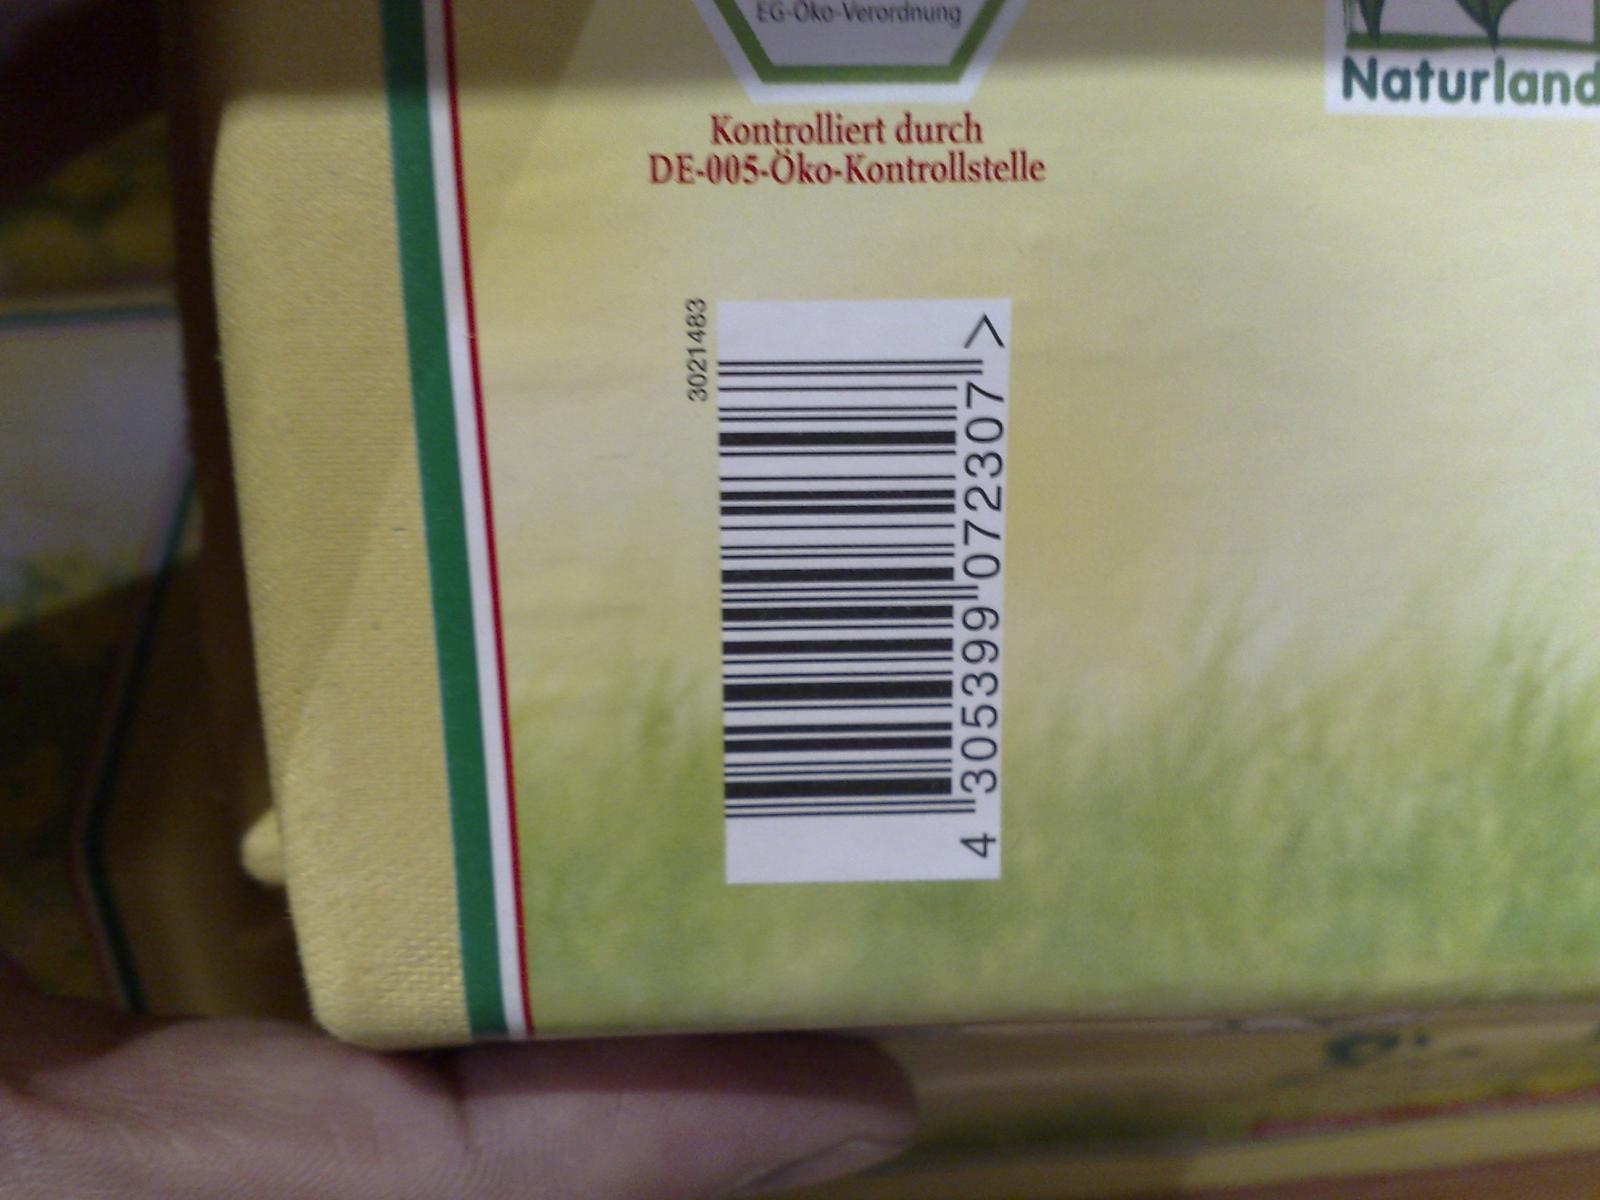 EG-Öko-Verordnung
Naturland
Kontrolliert durch
DE-005-Öko-Kontrollstelle
3021483
4 305399 072307 >